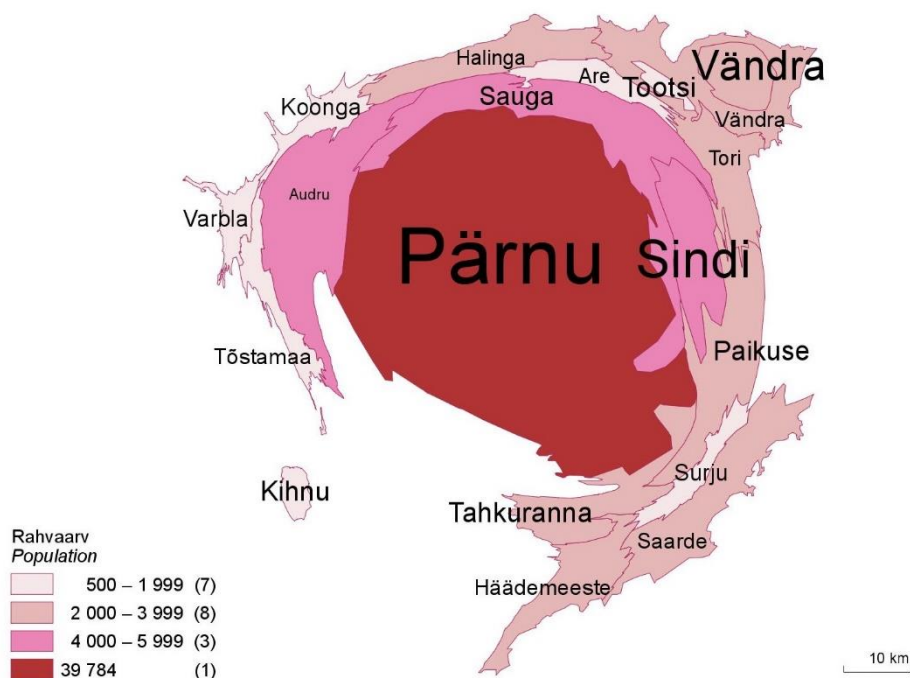 Halinga
Are
Vändra
Tootsi
Koonga
Sauga
Vändra
Tori
Audru
Varbla
Pärnu
Sindi
Tõstamaa
Paikuse
Surju
Kihnu
Tahkuranna
Saarde
Häädemeeste
Rahvaarv
Population
500 – 1 999 (7)
2 000 – 3 999 (8)
4 000 – 5 999 (3)
39 784 (1)
10 km